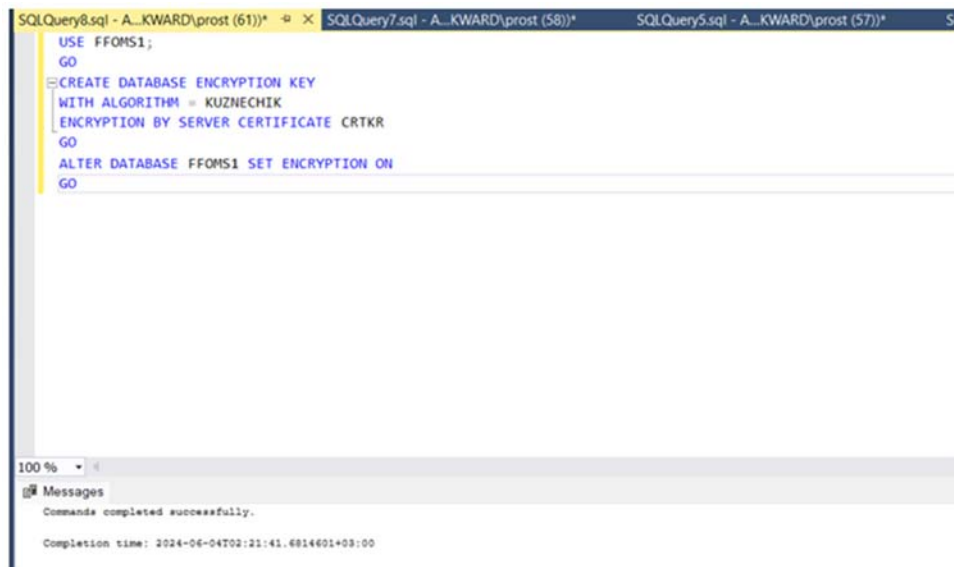 SQLQuery8.sql - A...KWARD\prost (61))* SQLQuery7.sql - A...KWARD\prost (58))* SQLQuery5.sql - A...KWARD\prost (57))* S
USE FFOMS1;
GO
CREATE DATABASE ENCRYPTION KEY
WITH ALGORITHM = KUZNECHIK
ENCRYPTION BY SERVER CERTIFICATE CRTKR
GO
ALTER DATABASE FFOMS1 SET ENCRYPTION ON
GO
100 %
Messages
Commands completed successfully.
Completion time: 2024-06-04T02:21:41.6814601+03:00